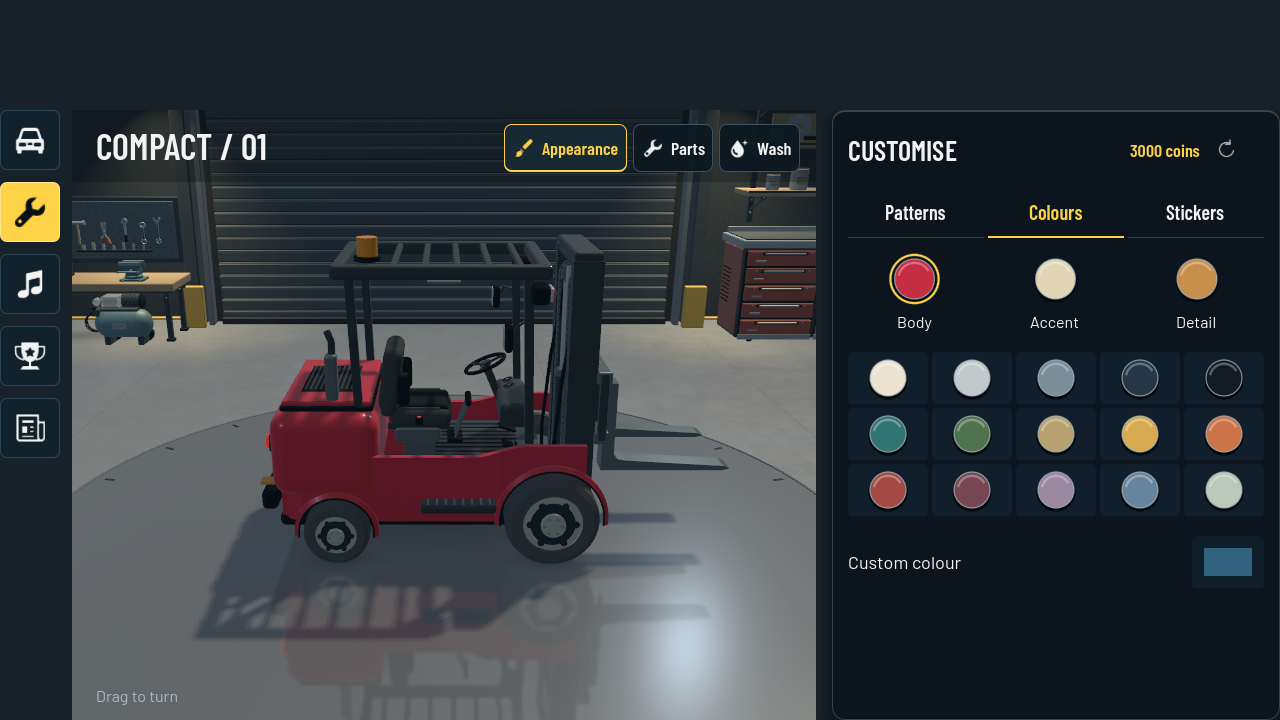 COMPACT / 01
Appearance
Parts
Wash
CUSTOMISE
3000 coins
Patterns
Colours
Stickers
Body
Accent
Detail
Custom colour
Drag to turn